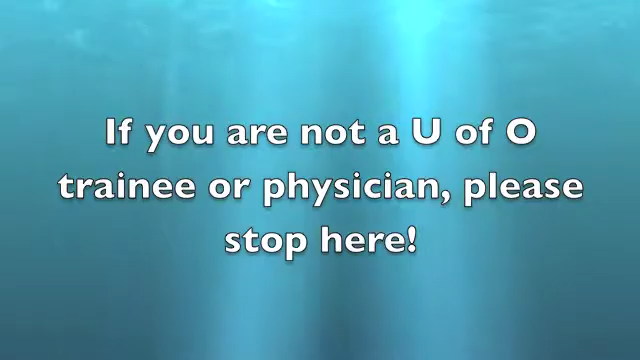 If you are not a U of O
trainee or physician, please
stop here!